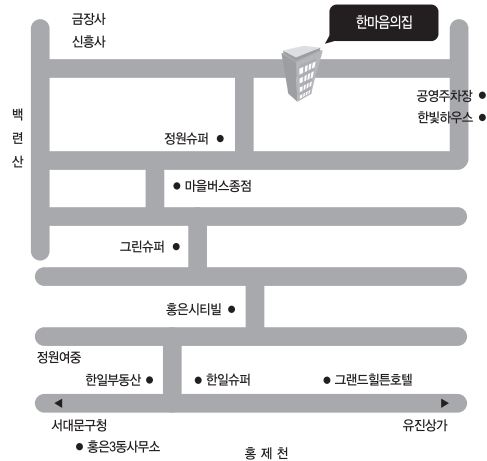 금장사
신흥사
한마음의집
백련산
공영주차장
한빛하우스
정원슈퍼
마을버스종점
그린슈퍼
홍은시티빌
정원여중
한일부동산
한일슈퍼
그랜드힐튼호텔
서대문구청
유진상가
홍은3동사무소
홍 제 천